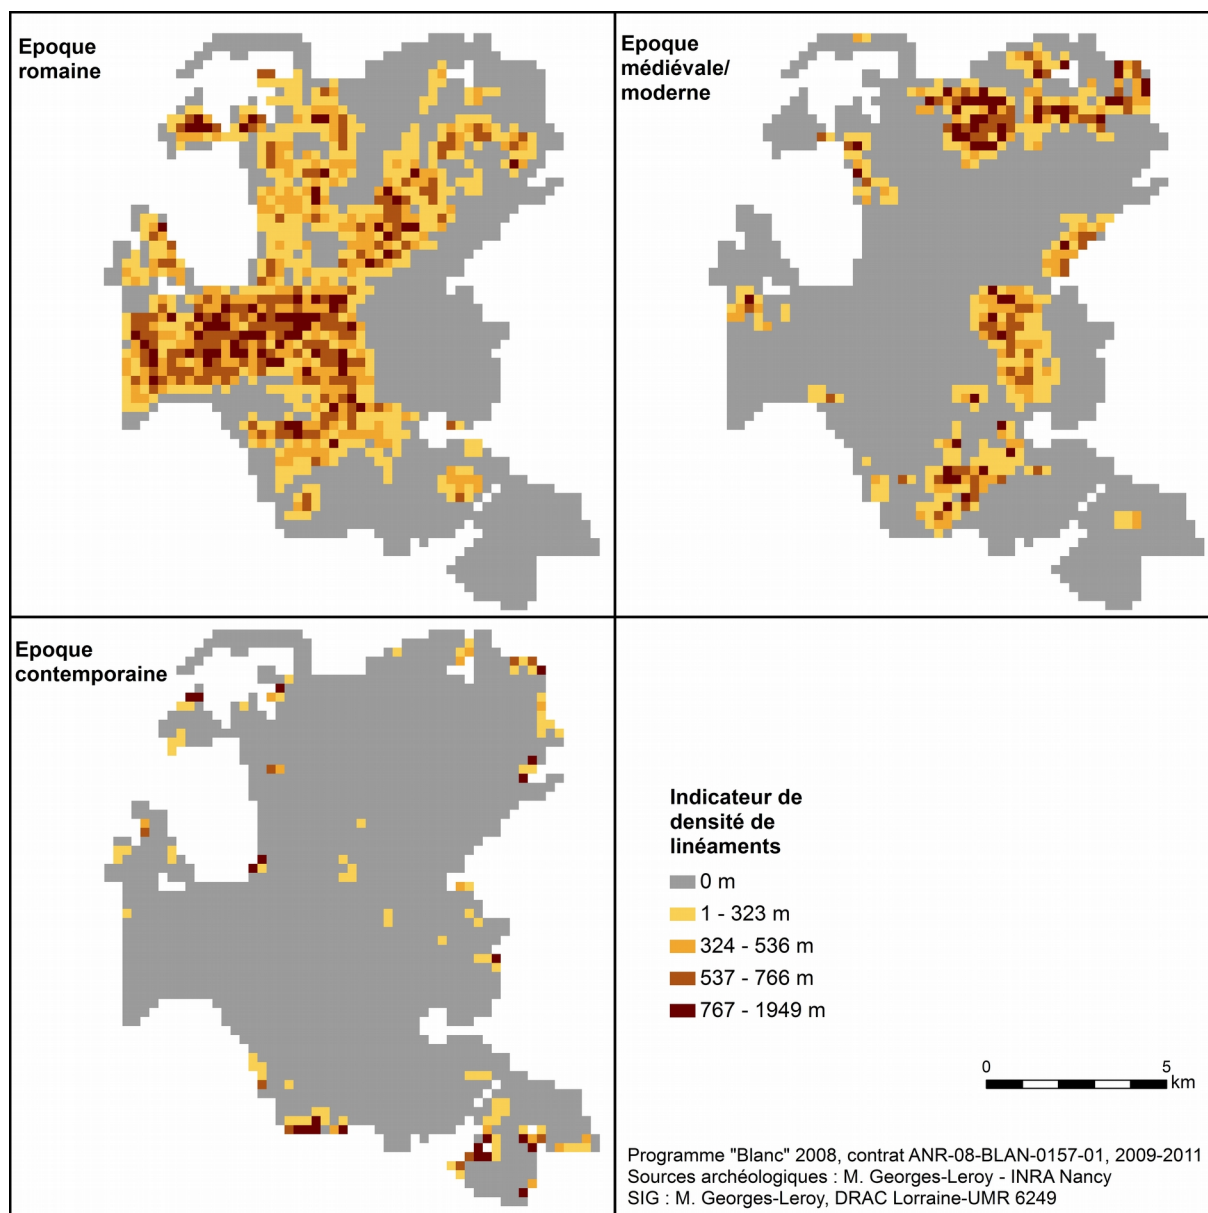 Epoque
romaine
Epoque
médiévale/
moderne
Epoque
contemporaine
Indicateur de
densité de
linéaments
0 m
1 - 323 m
324 - 536 m
537 - 766 m
767 - 1949 m
0 5
km
Programme "Blanc" 2008, contrat ANR-08-BLAN-0157-01, 2009-2011
Sources archéologiques : M. Georges-Leroy - INRA Nancy
SIG : M. Georges-Leroy, DRAC Lorraine-UMR 6249